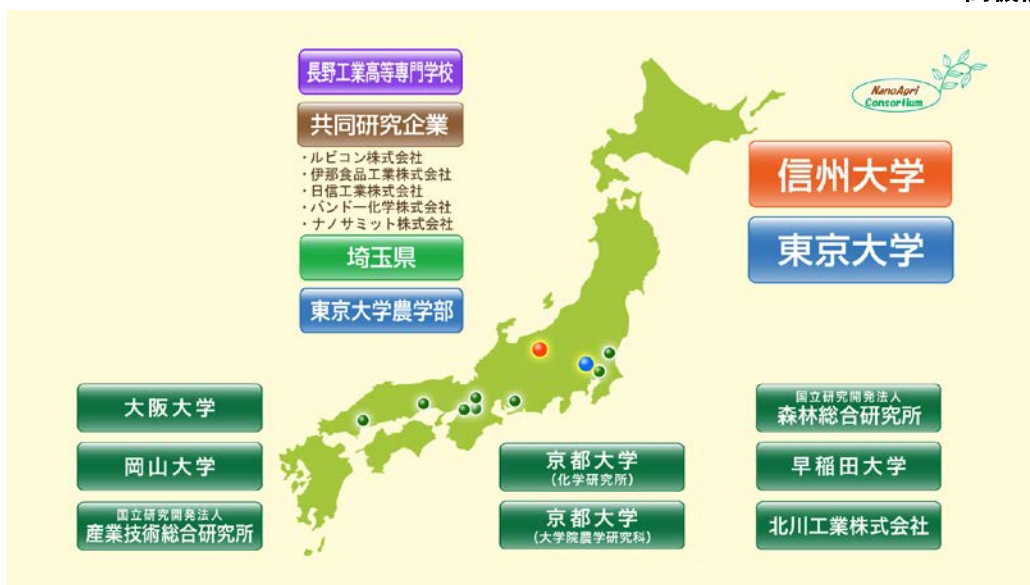 長野工業高等専門学校
共同研究企業
・ルビコン株式会社
・伊那食品工業株式会社
・日信工業株式会社
・バンドー化学株式会社
・ナノサミット株式会社
埼玉県
東京大学農学部
NanoAgri
Consortium
信州大学
東京大学
大阪大学
岡山大学
国立研究開発法人
産業技術総合研究所
京都大学
(化学研究所)
京都大学
(大学院農学研究科)
国立研究開発法人
森林総合研究所
早稲田大学
北川工業株式会社